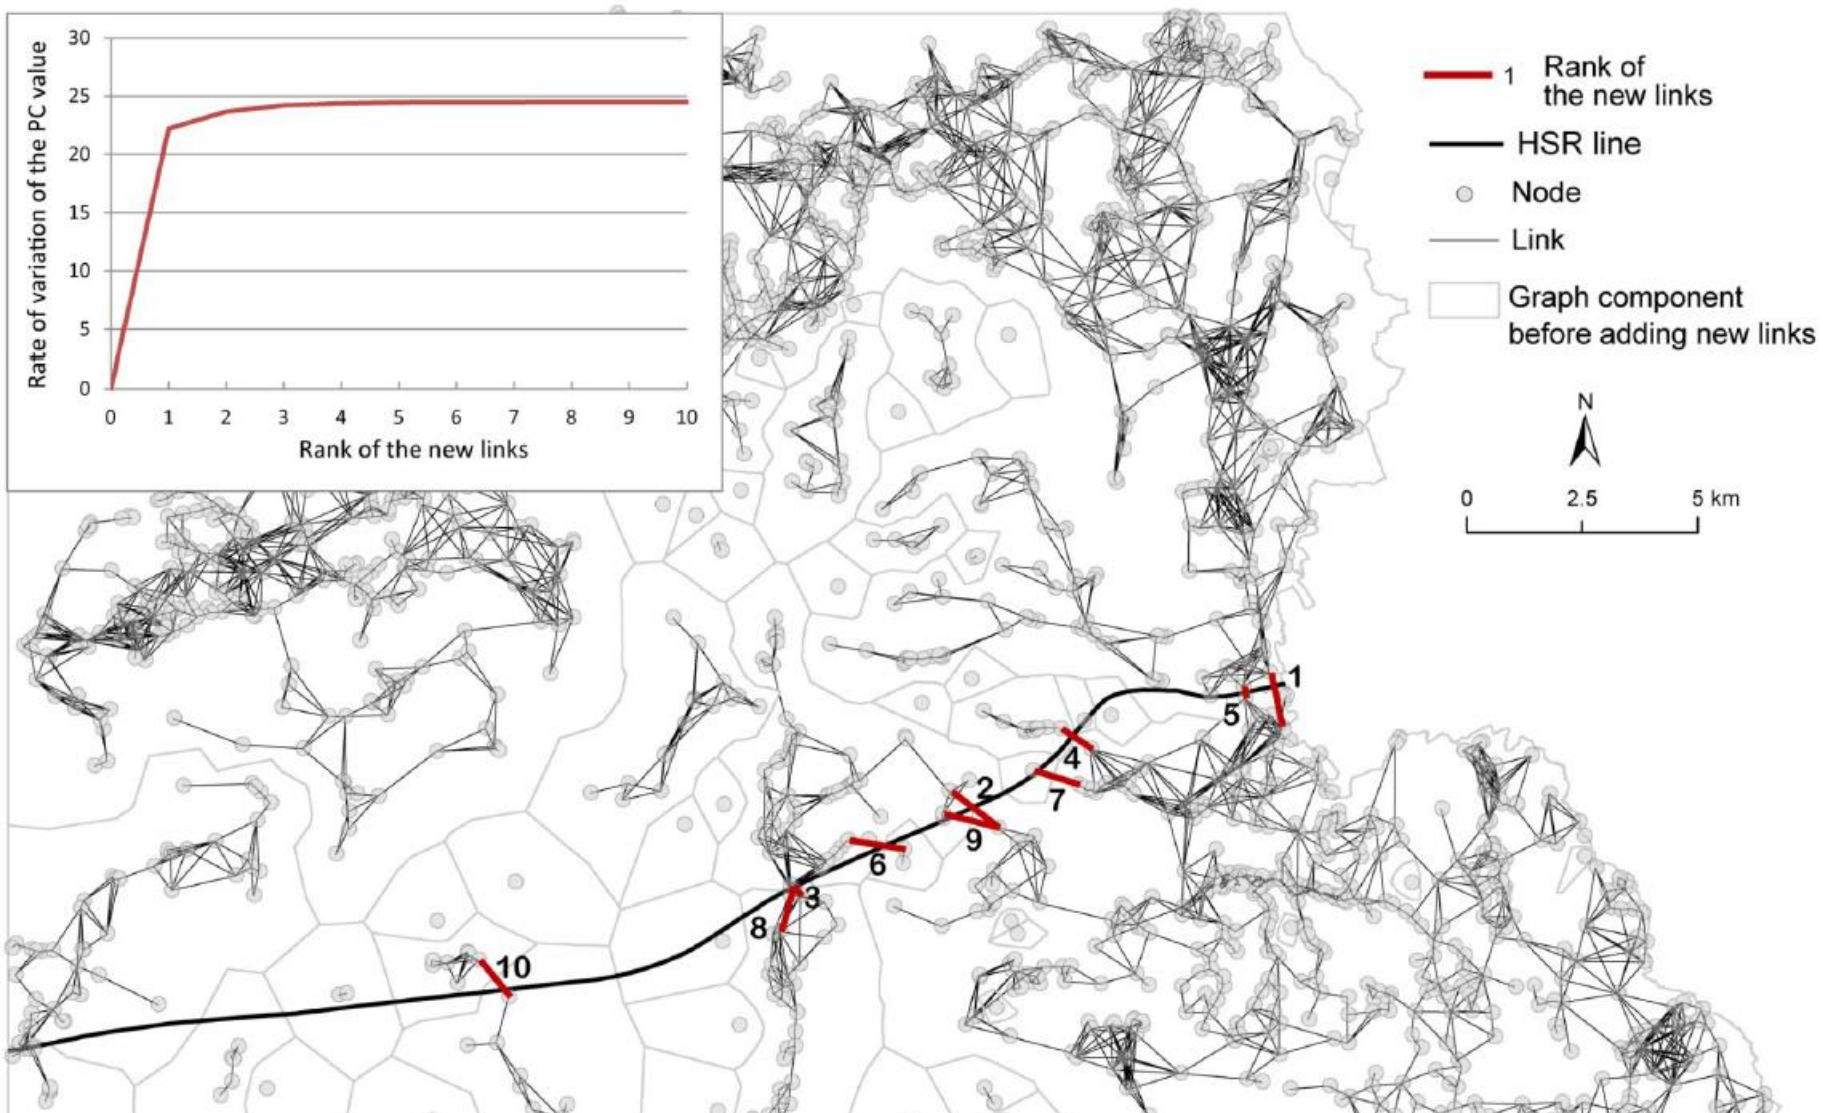 Rate of variation of the PC value
30
25
20
15
10
5
0
0 1 2 3 4 5 6 7 8 9 10
Rank of the new links
1 Rank of
the new links
HSR line
Node
Link
Graph component
before adding new links
N
0 2.5 5 km
1
5
4
7
2
9
6
3
8
10